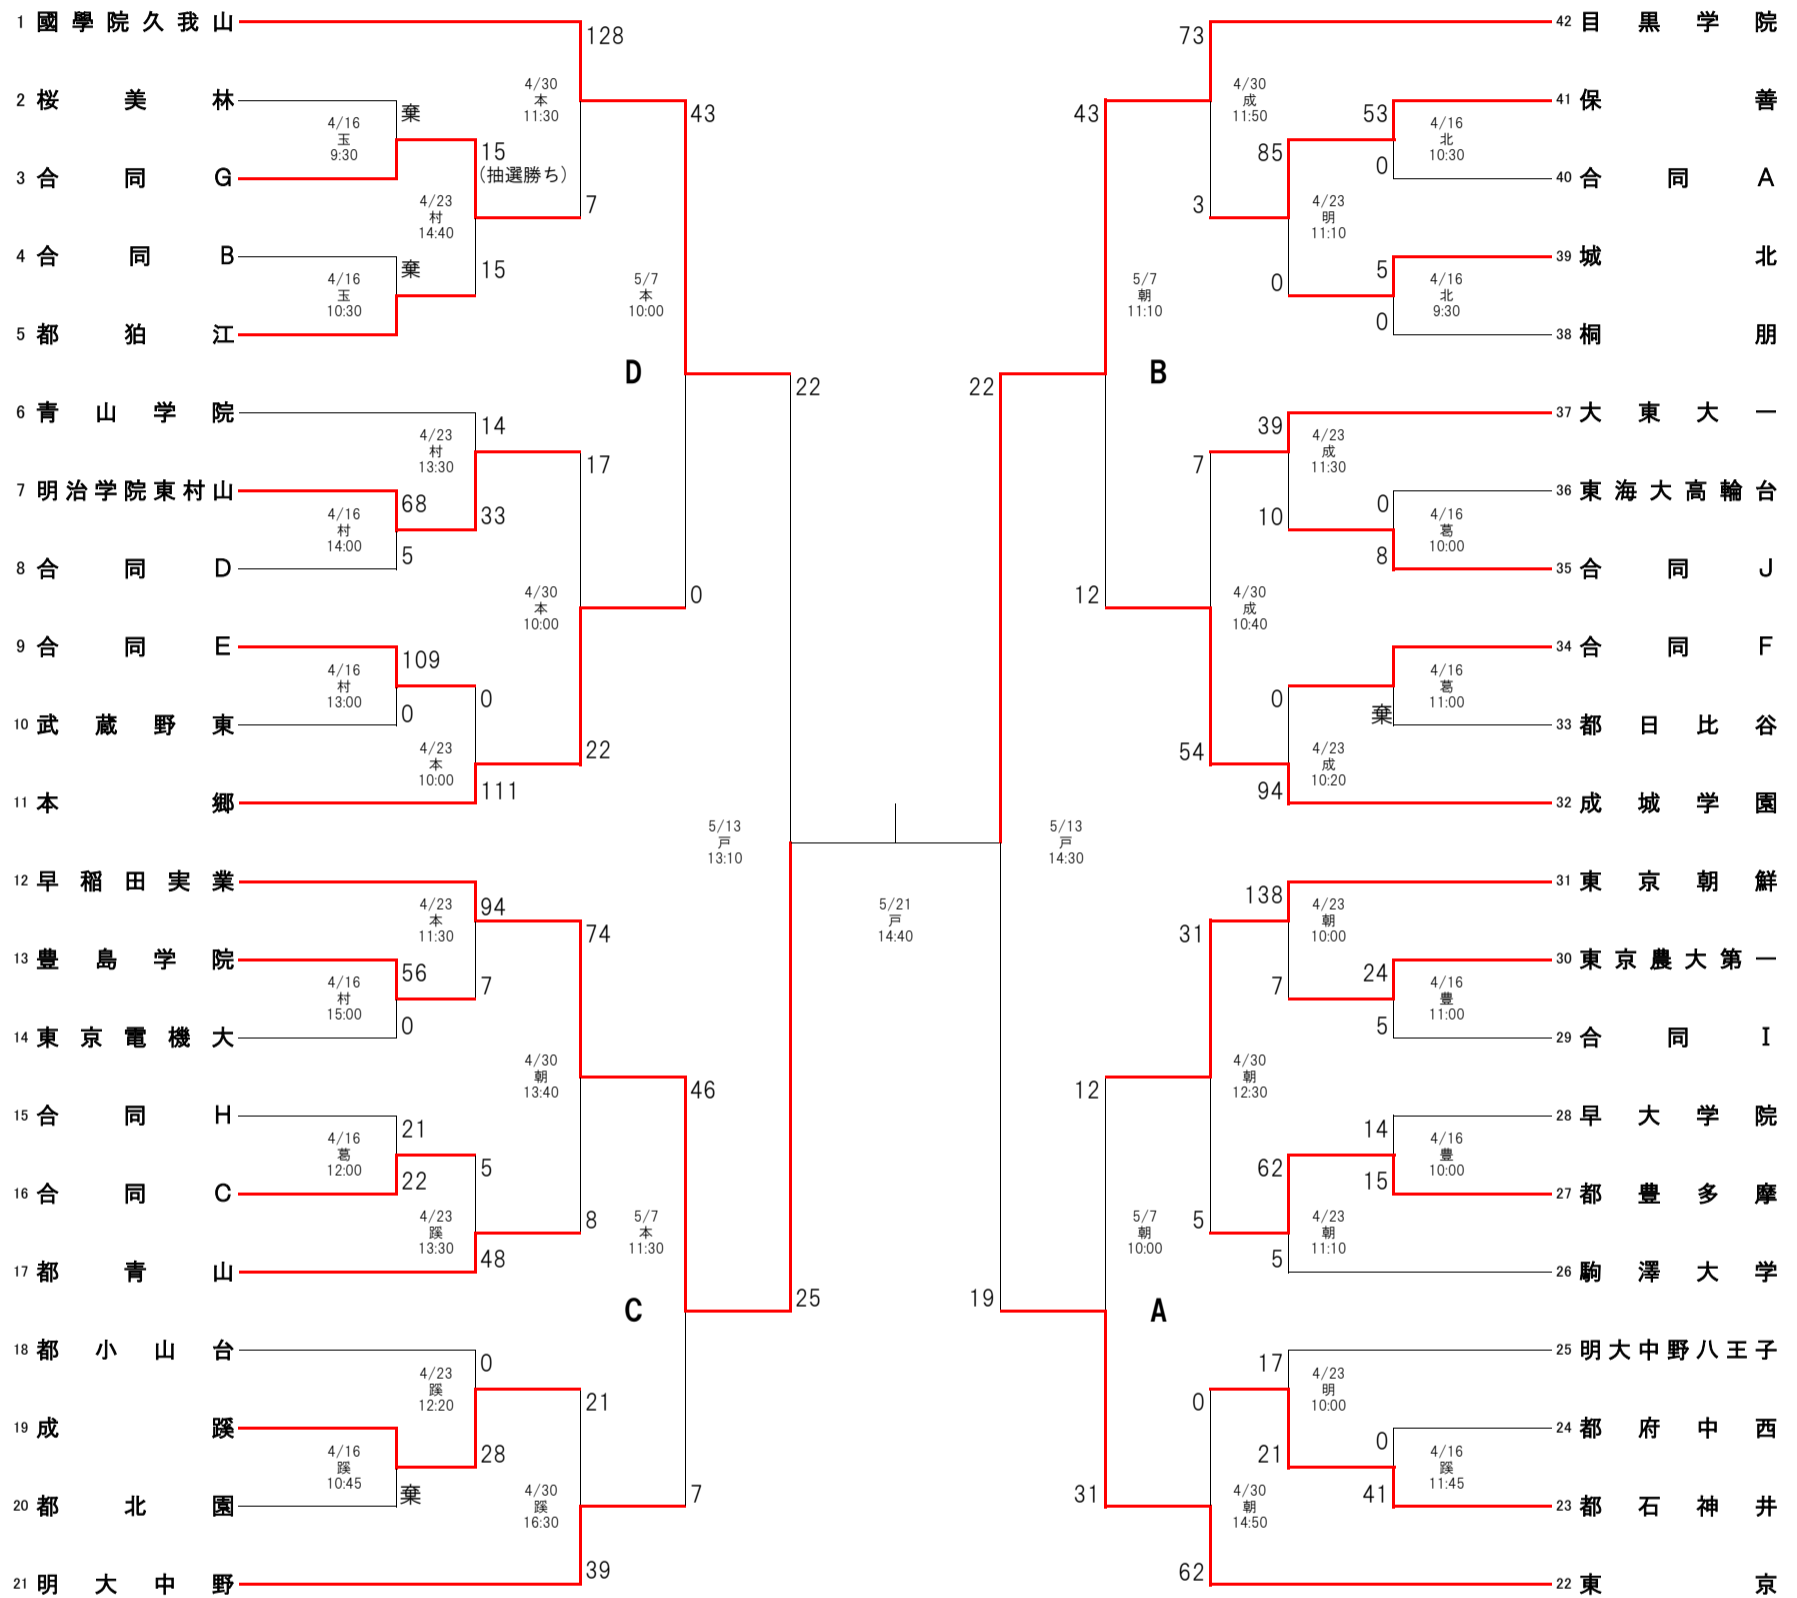 1 國學院久我山
128
4/30
本
11:30
2 桜美林
棄
4/16
玉
9:30
43
15
(抽選勝ち)
3 合同G
7
4/23
村
14:40
4 合同B
棄
15
4/16
玉
10:30
5/7
本
10:00
5 都狛江
D
22
6 青山学院
14
4/23
村
13:30
17
7 明治学院東村山
68
33
4/16
村
14:00
5
8 合同D
4/30
本
10:00
0
9 合同E
109
4/16
村
13:00
0
0
10 武蔵野東
22
4/23
本
10:00
111
11 本郷
5/13
戸
13:10
12 早稲田実業
94
4/23
本
11:30
74
13 豊島学院
56
7
4/16
村
15:00
0
14 東京電機大
4/30
朝
13:40
46
15 合同H
21
4/16
葛
12:00
5
22
16 合同C
8
4/23
蹊
13:30
5/7
本
11:30
48
17 都青山
25
C
18 都小山台
0
4/23
蹊
12:20
21
19 成蹊
28
4/16
蹊
10:45
棄
20 都北園
7
4/30
蹊
16:30
39
21 明大中野
5/21
戸
14:40
73
42 目黒学院
4/30
成
11:50
43
53
41 保善
4/16
北
10:30
85
0
40 合同A
3
4/23
明
11:10
39 城北
5
0
4/16
北
9:30
5/7
朝
11:10
0
38 桐朋
22
B
37 大東大一
39
4/23
成
11:30
7
0
36 東海大高輪台
10
4/16
葛
10:00
8
35 合同J
12
4/30
成
10:40
34 合同F
0
4/16
葛
11:00
棄
33 都日比谷
54
4/23
成
10:20
94
32 成城学園
5/13
戸
14:30
138
31 東京朝鮮
4/23
朝
10:00
31
24
30 東京農大第一
7
4/16
豊
11:00
5
29 合同I
12
4/30
朝
12:30
14
28 早大学院
4/16
豊
10:00
62
15
27 都豊多摩
5
4/23
朝
11:10
5/7
朝
10:00
5
26 駒澤大学
19
A
17
25 明大中野八王子
4/23
明
10:00
0
0
24 都府中西
21
4/16
蹊
11:45
41
23 都石神井
31
4/30
朝
14:50
62
22 東京